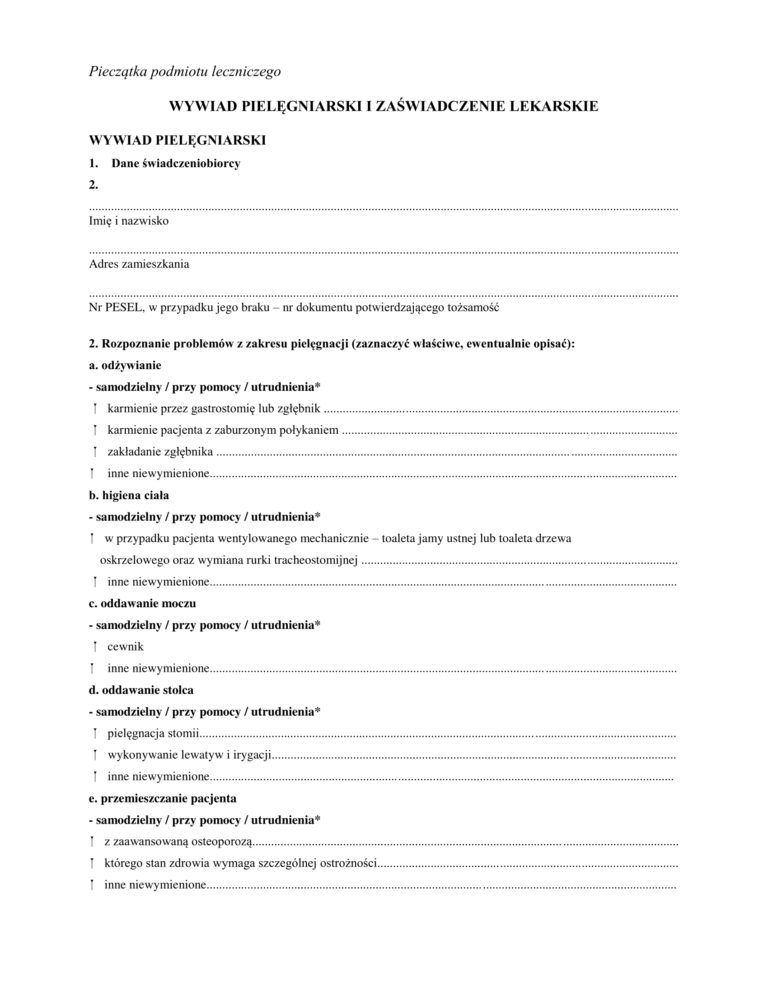 Pieczątka podmiotu leczniczego
WYWIAD PIELĘGNIARSKI I ZAŚWIADCZENIE LEKARSKIE
WYWIAD PIELĘGNIARSKI
1. Dane świadczeniobiorcy
2.
..........................................................................................
Imię i nazwisko
..........................................................................................
Adres zamieszkania
..........................................................................................
Nr PESEL, w przypadku jego braku – nr dokumentu potwierdzającego tożsamość
2. Rozpoznanie problemów z zakresu pielęgnacji (zaznaczyć właściwe, ewentualnie opisać):
a. odżywianie
- samodzielny / przy pomocy / utrudnienia*
↑ karmienie przez gastrostomię lub zgłębnik ..........................................................
↑ karmienie pacjenta z zaburzonym połykaniem ..........................................................
↑ zakładanie zgłębnika ..........................................................
↑ inne niewymienione..........................................................
b. higiena ciała
- samodzielny / przy pomocy / utrudnienia*
↑ w przypadku pacjenta wentylowanego mechanicznie – toaleta jamy ustnej lub toaleta drzewa
oskrzelowego oraz wymiana rurki tracheostomijnej ..........................................................
↑ inne niewymienione..........................................................
c. oddawanie moczu
- samodzielny / przy pomocy / utrudnienia*
↑ cewnik
↑ inne niewymienione..........................................................
d. oddawanie stolca
- samodzielny / przy pomocy / utrudnienia*
↑ pielęgnacja stomii..........................................................
↑ wykonywanie lewatyw i irygacji..........................................................
↑ inne niewymienione..........................................................
e. przemieszczanie pacjenta
- samodzielny / przy pomocy / utrudnienia*
↑ z zaawansowaną osteoporozą..........................................................
↑ którego stan zdrowia wymaga szczególnej ostrożności..........................................................
↑ inne niewymienione..........................................................